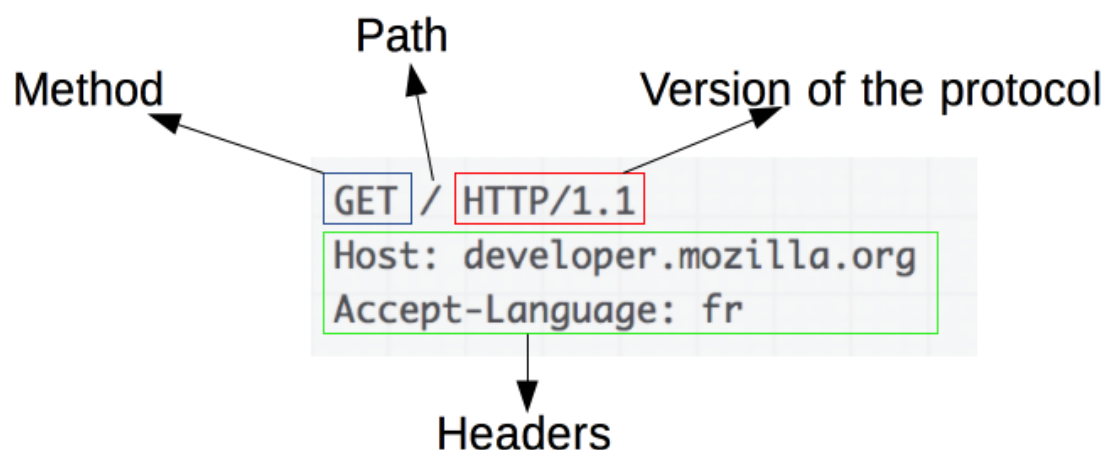 Path
Method
Version of the protocol
GET / HTTP/1.1
Host: developer.mozilla.org
Accept-Language: fr
Headers